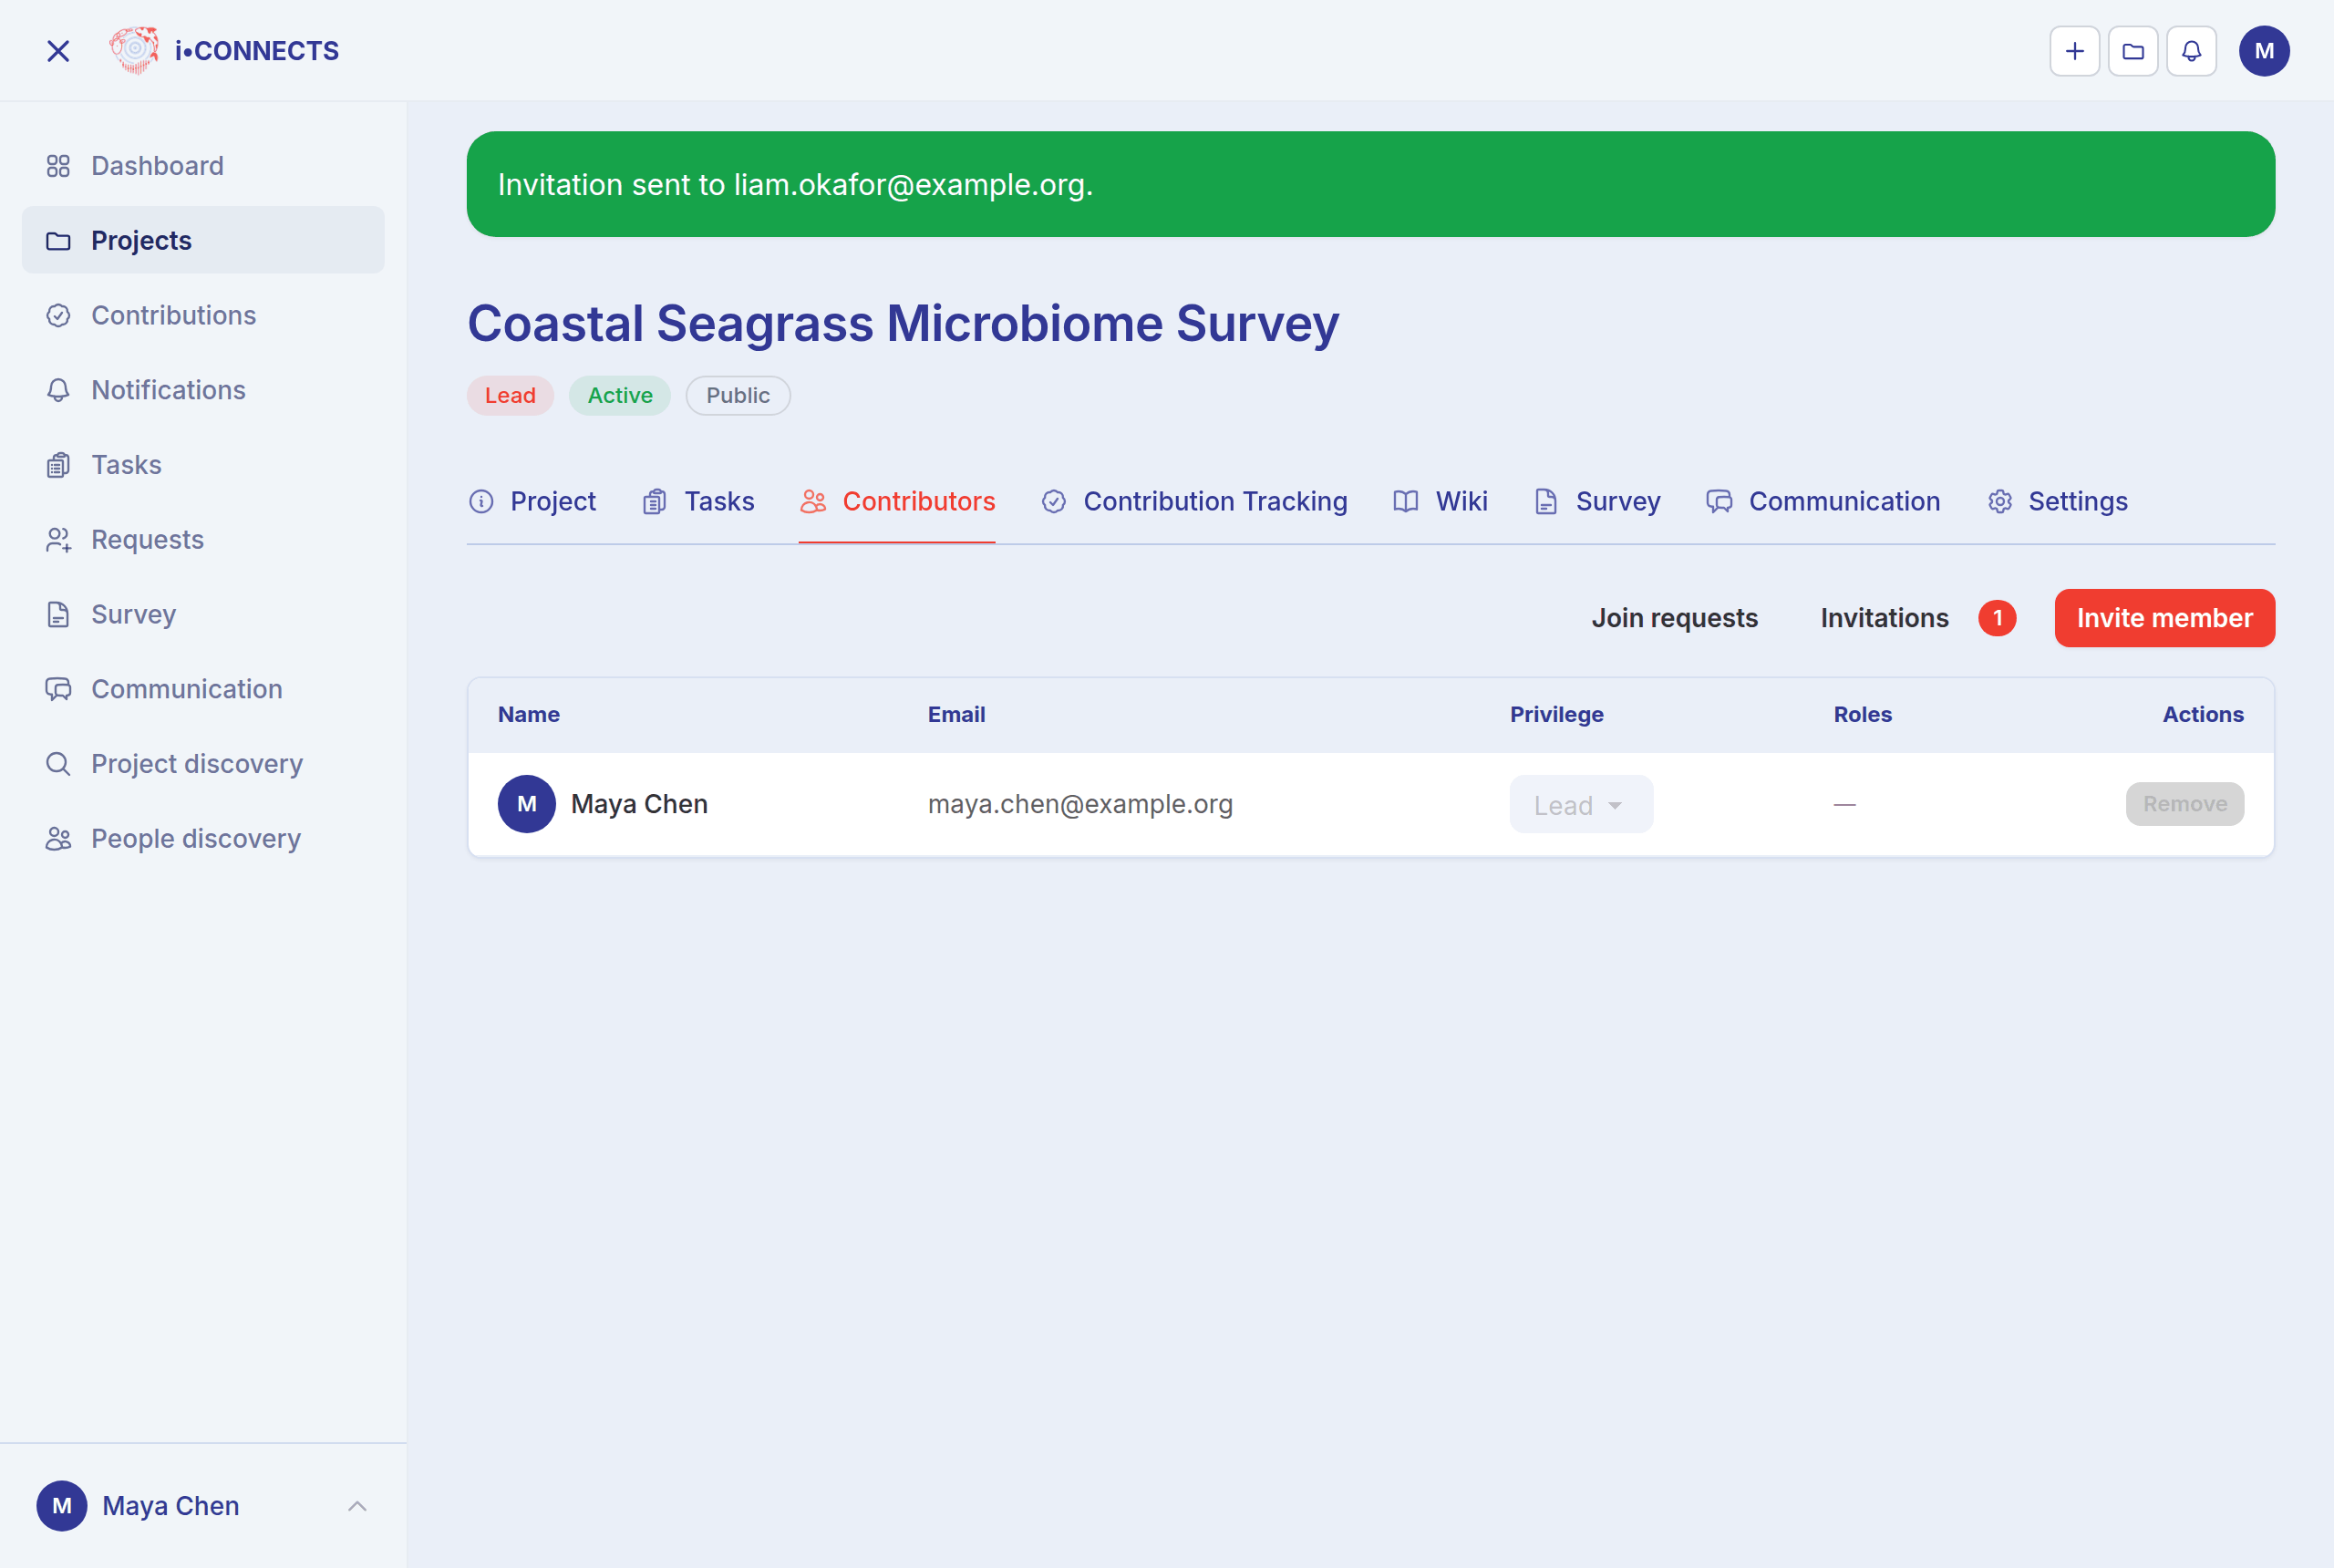 i•CONNECTS
M
Dashboard
Projects
Contributions
Notifications
Tasks
Requests
Survey
Communication
Project discovery
People discovery
M Maya Chen
Invitation sent to liam.okafor@example.org.
Coastal Seagrass Microbiome Survey
Lead Active Public
Project Tasks Contributors Contribution Tracking Wiki Survey Communication Settings
Join requests Invitations 1 Invite member
Name Email Privilege Roles Actions
M Maya Chen maya.chen@example.org Lead — Remove